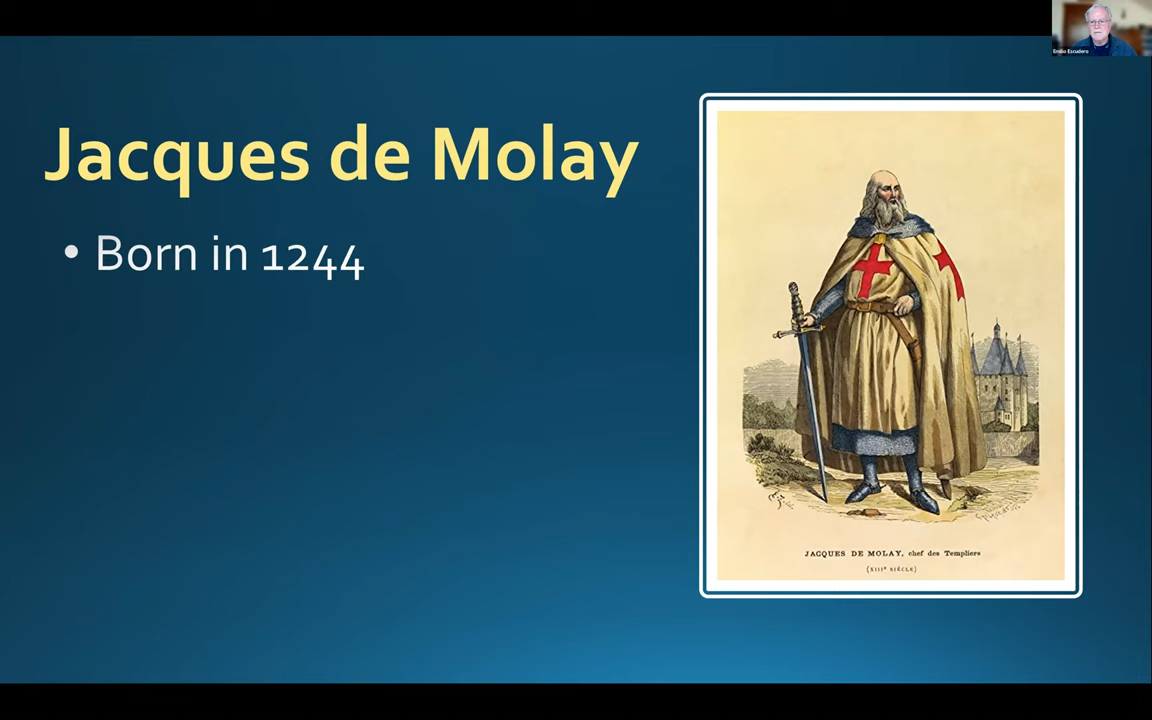 Emilio Escudero
Jacques de Molay
• Born in 1244
JACQUES DE MOLAY, chef des Templiers
(XIIIe SIÈCLE)